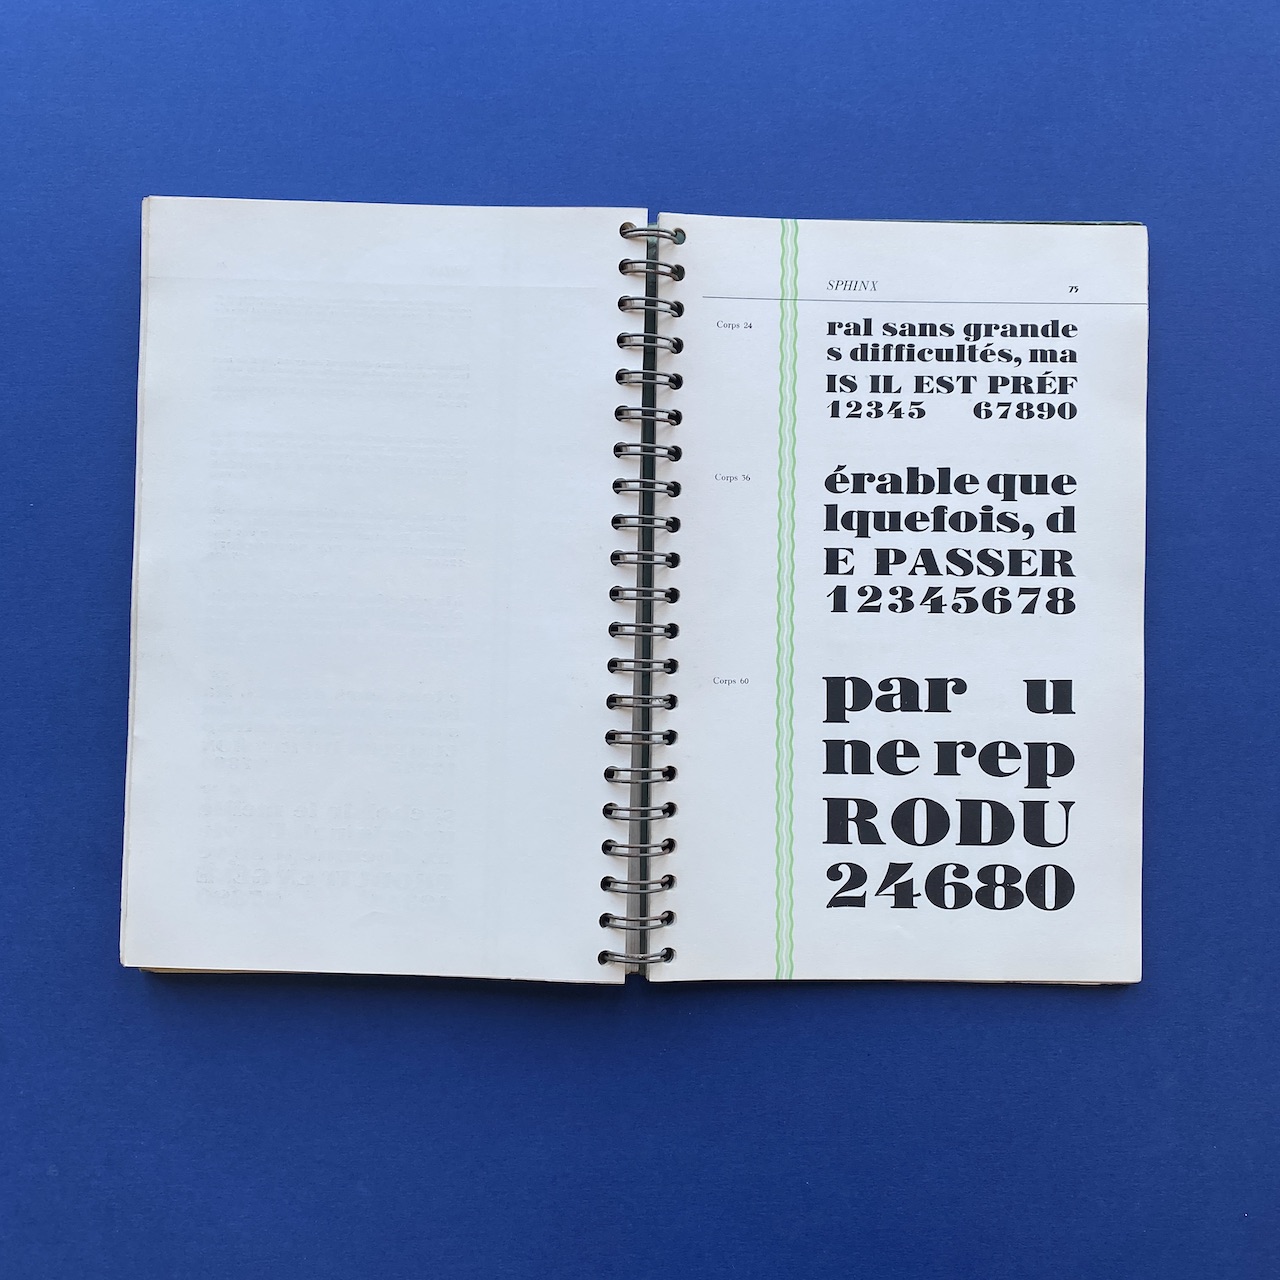 SPHINX 75
Corps 24
ral sans grande
s difficultés, ma
IS IL EST PRÉF
12345 67890
Corps 36
érable que
lquefois, d
E PASSER
12345678
Corps 60
par u
ne rep
RODU
24680